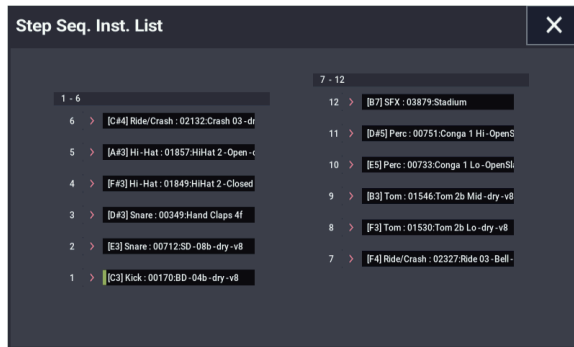 Step Seq. Inst. List
1 - 6
6 [C#4] Ride/Crash : 02132:Crash 03 -dr
5 [A#3] Hi-Hat : 01857:HiHat 2 -Open -c
4 [F#3] Hi-Hat : 01849:HiHat 2 -Closed
3 [D#3] Snare : 00349:Hand Claps 4f
2 [E3] Snare : 00712:SD -08b -dry -v8
1 [C3] Kick : 00170:BD -04b -dry -v8
7 - 12
12 [B7] SFX : 03879:Stadium
11 [D#5] Perc : 00751:Conga 1 Hi -OpenS
10 [E5] Perc : 00733:Conga 1 Lo -OpenSl
9 [B3] Tom : 01546:Tom 2b Mid -dry -v8
8 [F3] Tom : 01530:Tom 2b Lo -dry -v8
7 [F4] Ride/Crash : 02327:Ride 03 -Bell -